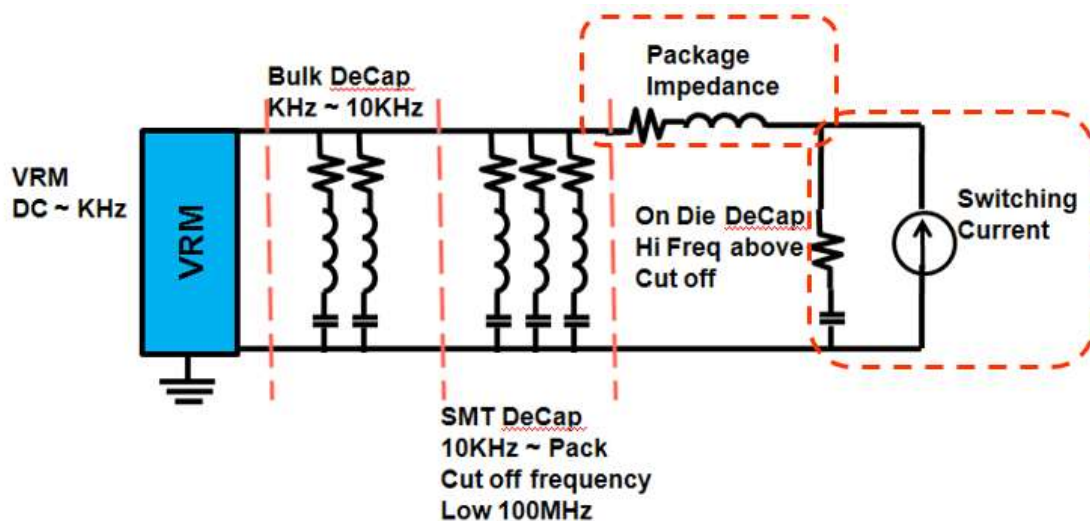 Bulk DeCap
KHz ~ 10KHz
Package
Impedance
VRM
DC ~ KHz
VRM
On Die DeCap
Hi Freq above
Cut off
Switching
Current
SMT DeCap
10KHz ~ Pack
Cut off frequency
Low 100MHz